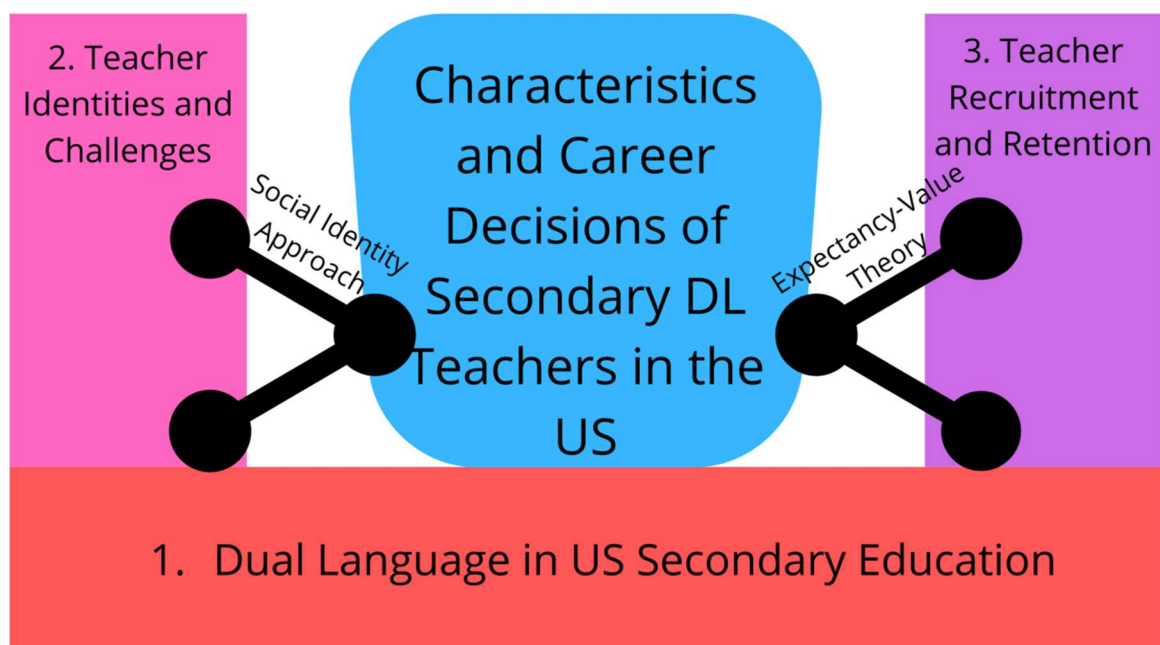 2. Teacher
Identities and
Challenges
Social Identity
Approach
Characteristics
and Career
Decisions of
Secondary DL
Teachers in the
US
Expectancy-Value
Theory
3. Teacher
Recruitment
and Retention
1. Dual Language in US Secondary Education